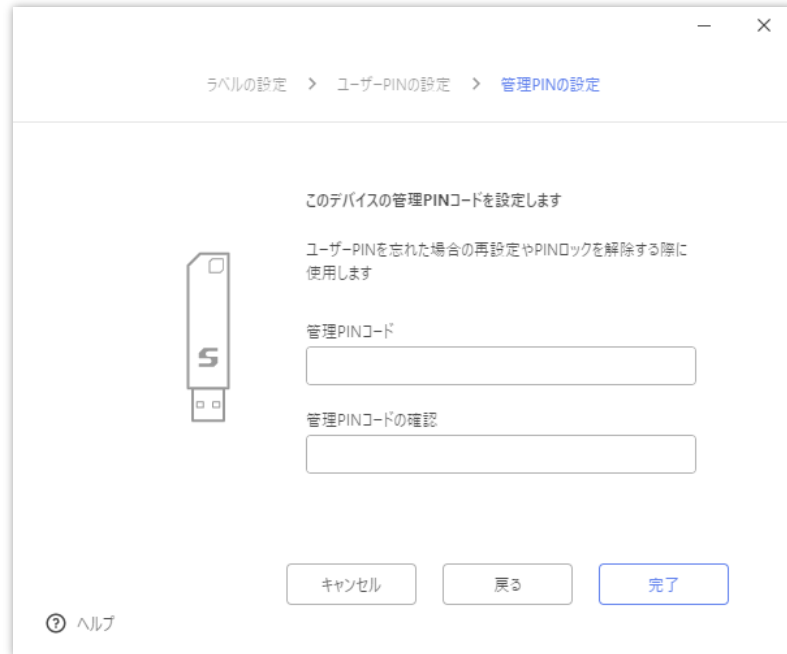 ラベルの設定 > ユーザーPINの設定 > 管理PINの設定
このデバイスの管理PINコードを設定します
ユーザーPINを忘れた場合の再設定やPINロックを解除する際に
使用します
管理PINコード
S
管理PINコードの確認
キャンセル 戻る 完了
? ヘルプ